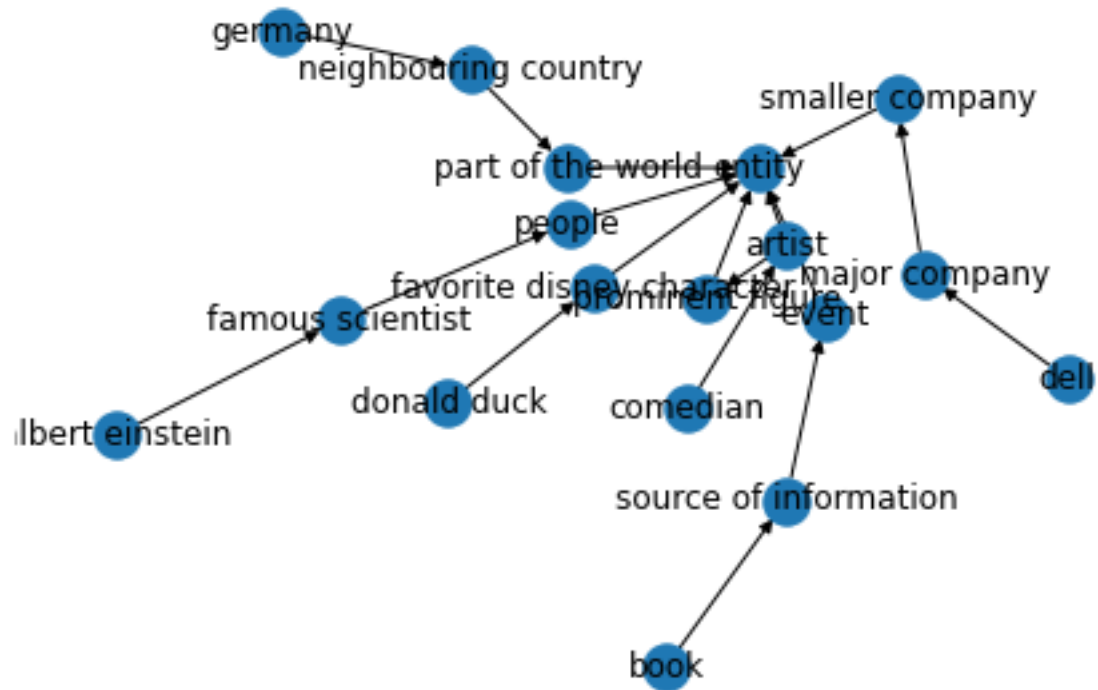 germany
neighbouring country
smaller company
part of the world
entity
people
artist
major company
favorite disney character
prominent figure
event
famous scientist
dell
donald duck
comedian
lbert einstein
source of information
book